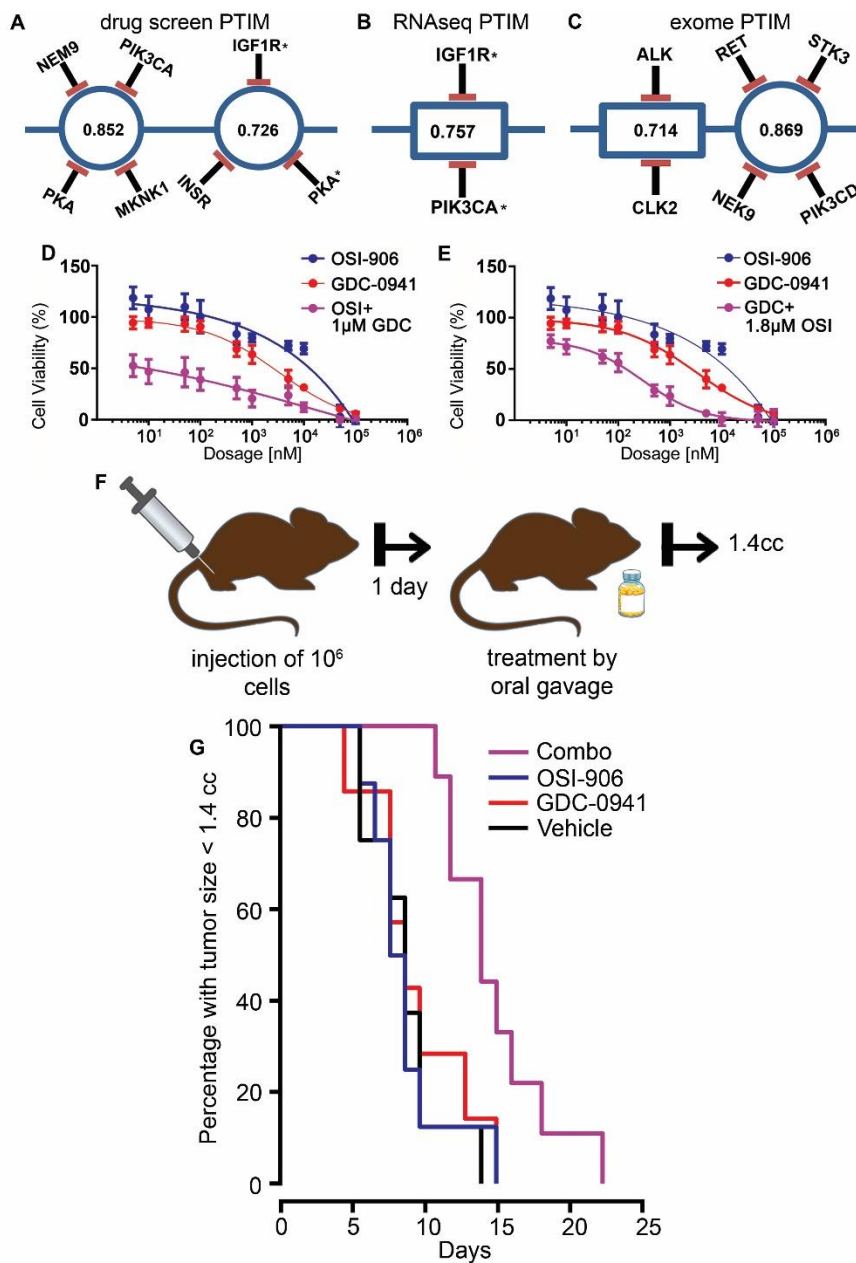 A drug screen PTIM
NEM9
PIK3CA
IGF1R*
0.852
0.726
PKA
MKNK1
INSR
PKA*
B RNAseq PTIM
IGF1R*
0.757
PIK3CA*
C exome PTIM
ALK
RET
STK3
0.714
0.869
CLK2
NEK9
PIK3CD
D
OSI-906
GDC-0941
OSI+
1µM GDC
Cell Viability (%)
150
100
50
0
10¹ 10² 10³ 10⁴ 10⁵ 10⁶
Dosage [nM]
E
OSI-906
GDC-0941
GDC+
1.8µM OSI
Cell Viability (%)
150
100
50
0
10¹ 10² 10³ 10⁴ 10⁵ 10⁶
Dosage [nM]
F
1 day
1.4cc
injection of 10⁶
cells
treatment by
oral gavage
G
Combo
OSI-906
GDC-0941
Vehicle
Percentage with tumor size < 1.4 cc
100
80
60
40
20
0
0 5 10 15 20 25
Days